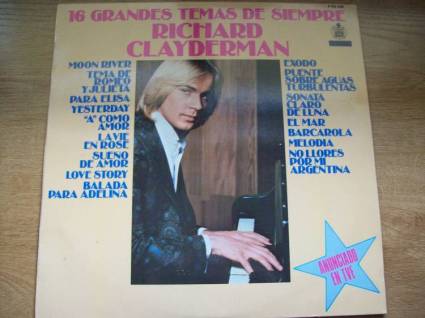 16 GRANDES TEMAS DE SIEMPRE
RICHARD
CLAYDERMAN
MOON RIVER
TEMA DE
ROMEO
Y JULIETA
PARA ELISA
YESTERDAY
"A" COMO
AMOR
LA VIE
EN ROSE
SUEÑO
DE AMOR
LOVE STORY
BALADA
PARA ADELINA
EXODO
PUENTE
SOBRE AGUAS
TURBULENTAS
SONATA
CLARO
DE LUNA
EL MAR
BARCAROLA
MELODIA
NO LLORES
POR MI
ARGENTINA
ANUNCIADO
EN TVE